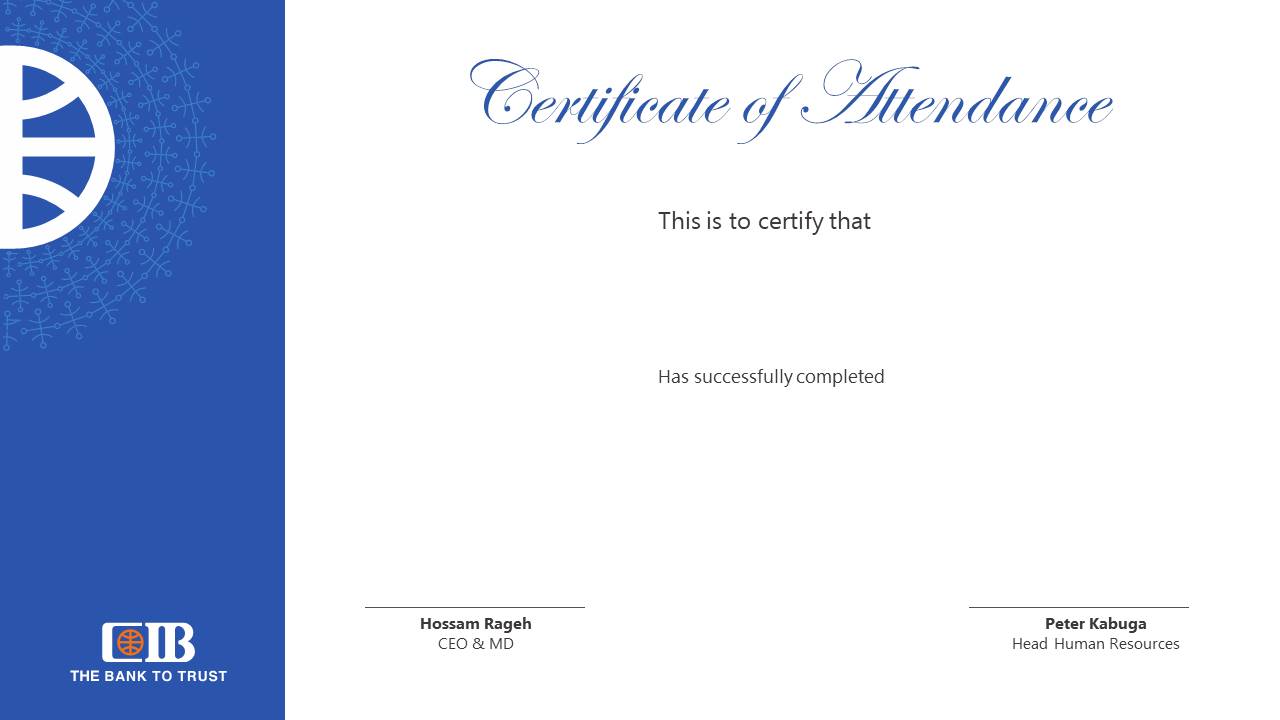 Certificate of Attendance
This is to certify that
Has successfully completed
Hossam Rageh
CEO & MD
Peter Kabuga
Head Human Resources
CIB
THE BANK TO TRUST